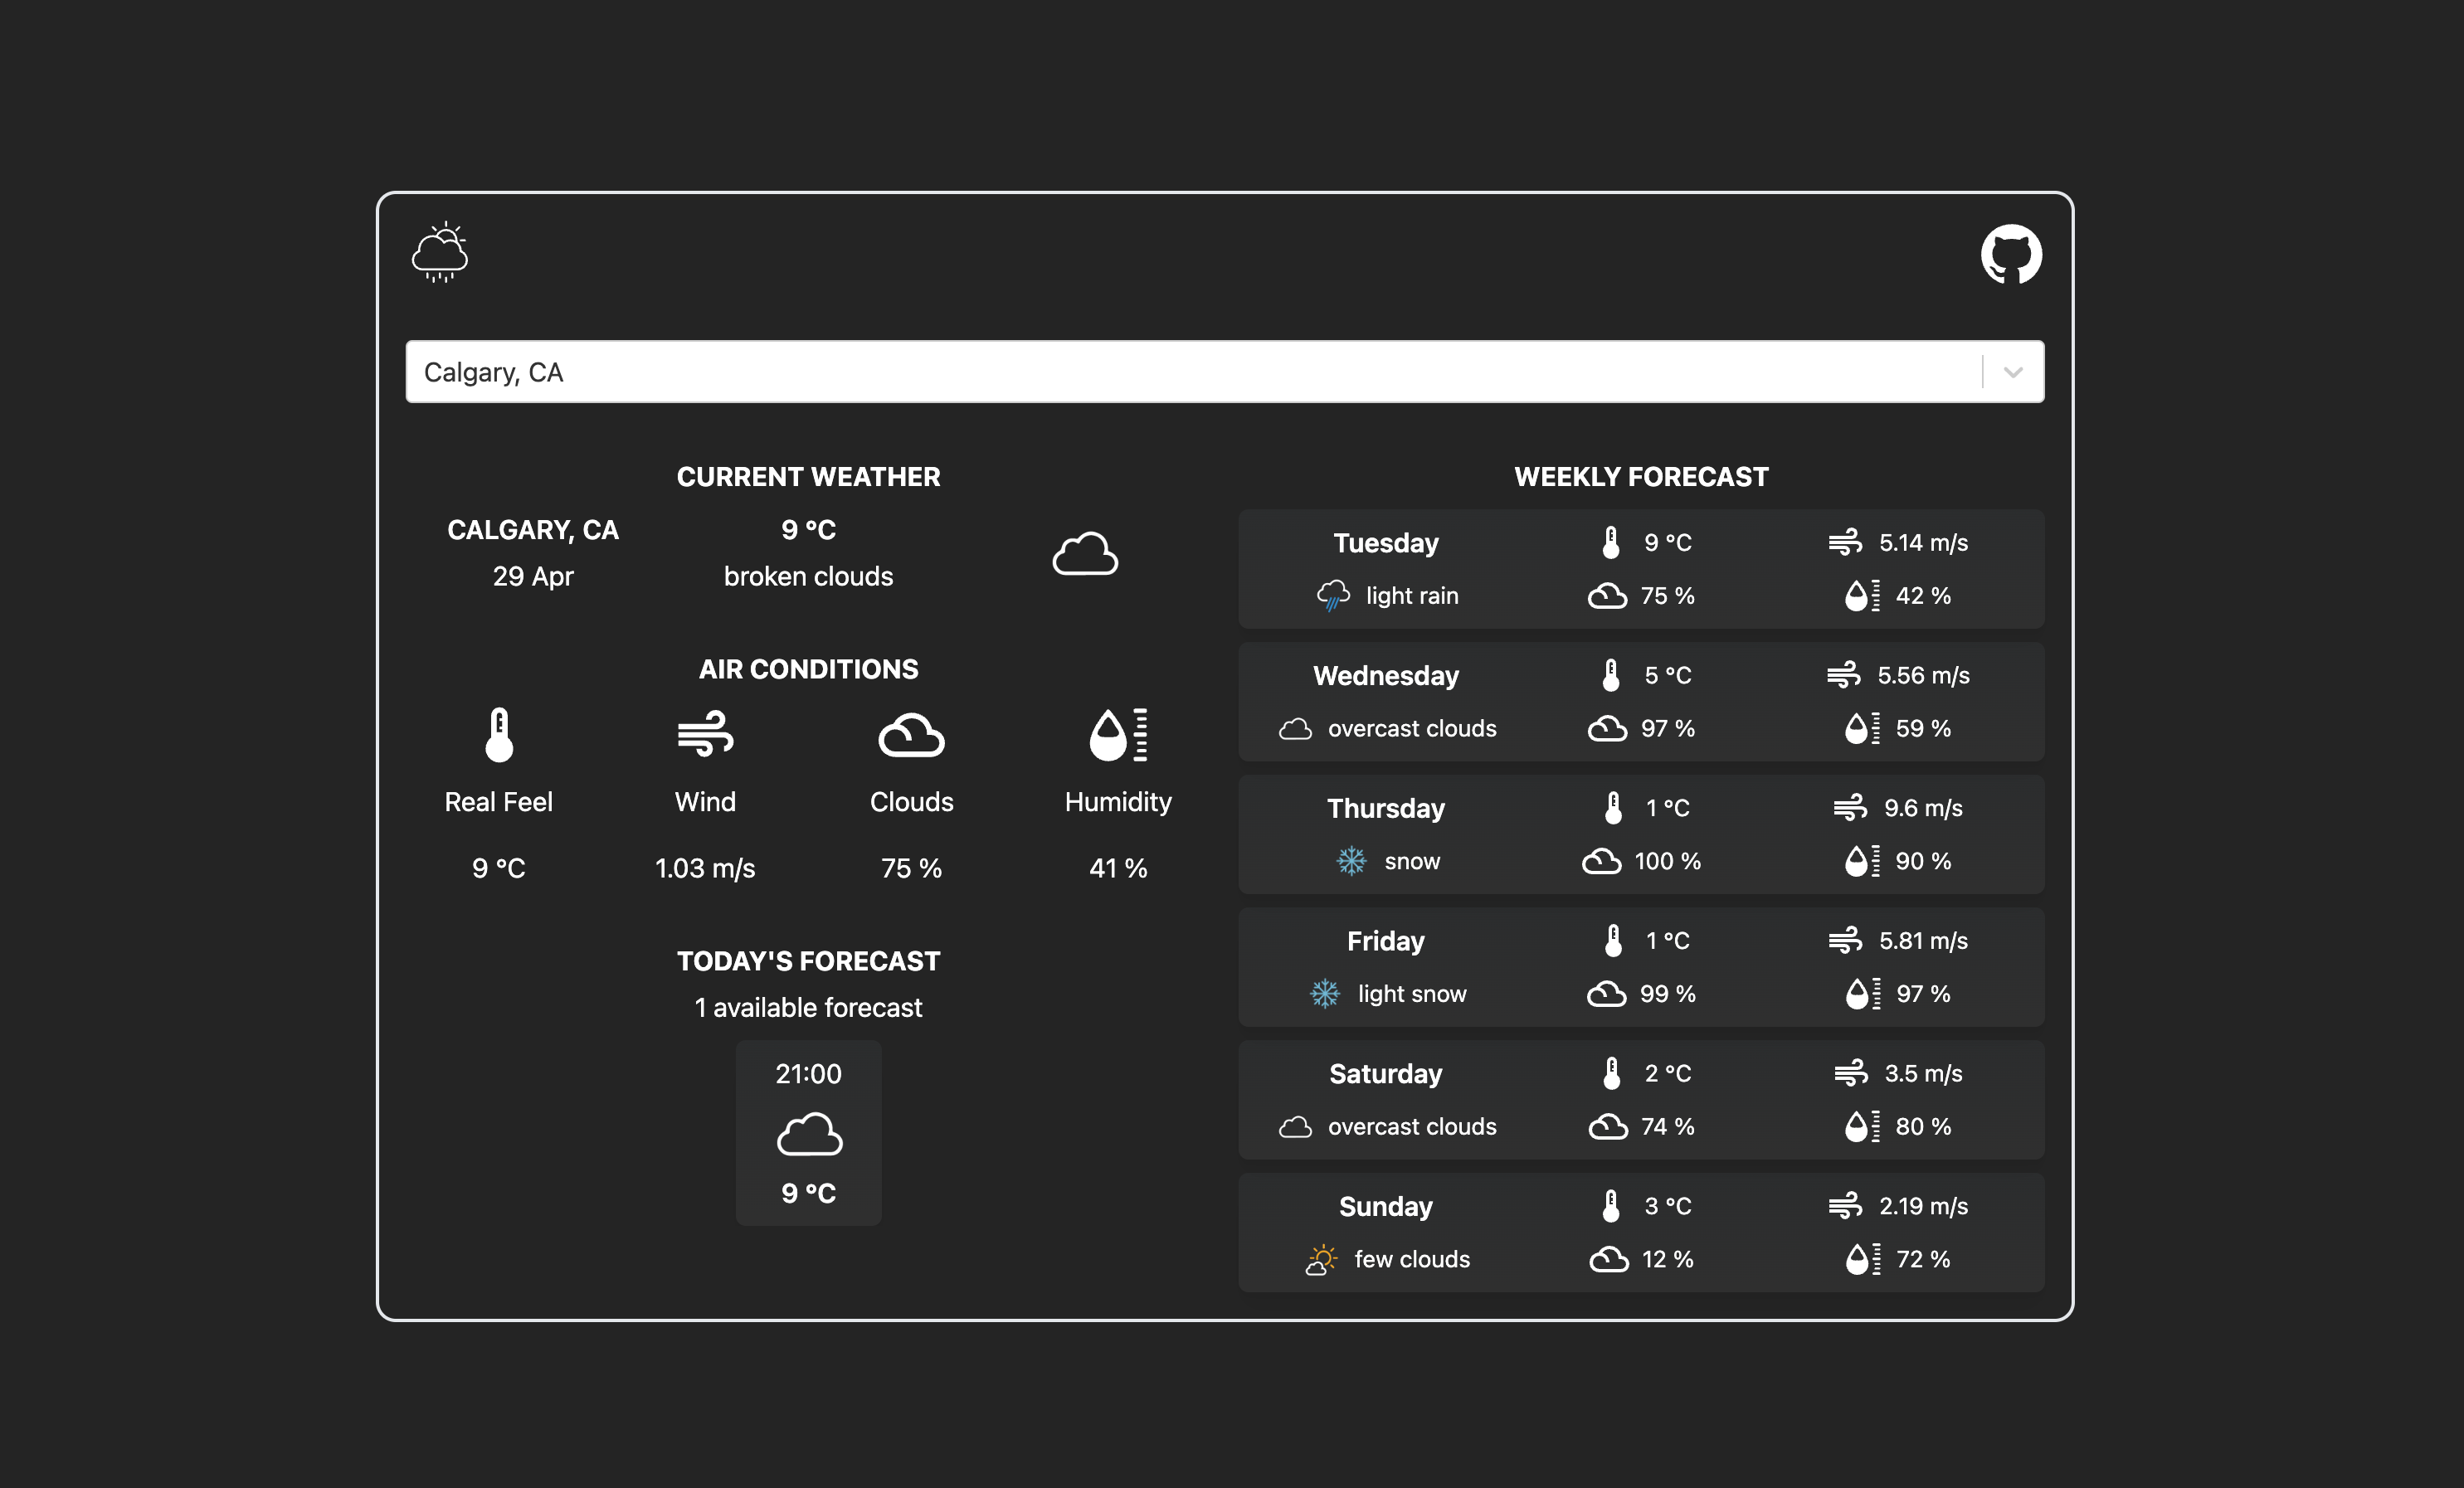 Calgary, CA
CURRENT WEATHER
CALGARY, CA
29 Apr
9 °C
broken clouds
AIR CONDITIONS
Real Feel
9 °C
Wind
1.03 m/s
Clouds
75 %
Humidity
41 %
TODAY'S FORECAST
1 available forecast
21:00
9 °C
WEEKLY FORECAST
Tuesday
light rain
9 °C
75 %
5.14 m/s
42 %
Wednesday
overcast clouds
5 °C
97 %
5.56 m/s
59 %
Thursday
snow
1 °C
100 %
9.6 m/s
90 %
Friday
light snow
1 °C
99 %
5.81 m/s
97 %
Saturday
overcast clouds
2 °C
74 %
3.5 m/s
80 %
Sunday
few clouds
3 °C
12 %
2.19 m/s
72 %